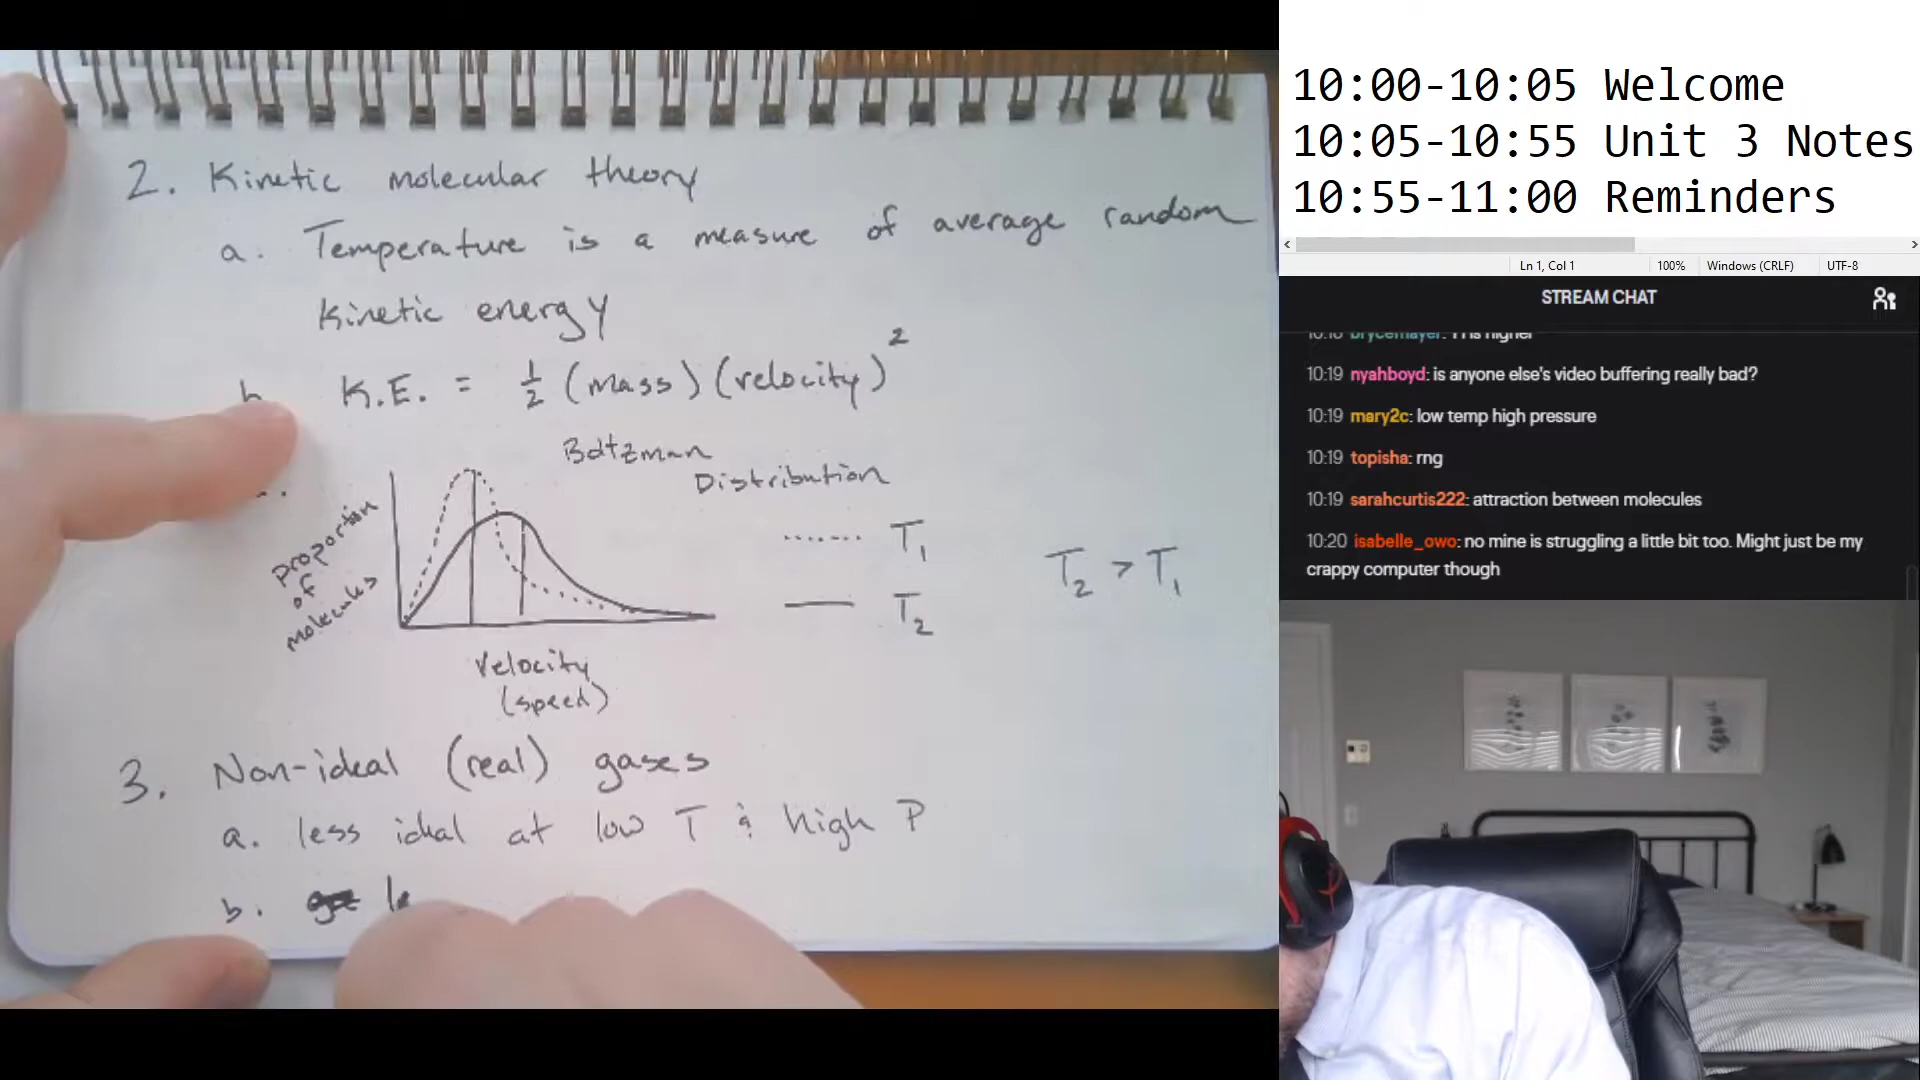 2. Kinetic molecular theory
a. Temperature is a measure of average random
Kinetic energy
b. K.E. = 1/2 (mass)(velocity)²
Boltzman
Distribution
proportion
of
molecules
velocity
(speed)
T₁
T₂
T₂ > T₁
3. Non-ideal (real) gases
a. less ideal at low T & high P
b.
10:00-10:05 Welcome
10:05-10:55 Unit 3 Notes
10:55-11:00 Reminders
Ln 1, Col 1 100% Windows (CRLF) UTF-8
STREAM CHAT
brycemayer: T1 is higher
10:19 nyahboyd: is anyone else's video buffering really bad?
10:19 mary2c: low temp high pressure
10:19 topisha: rng
10:19 sarahcurtis222: attraction between molecules
10:20 isabelle_owo: no mine is struggling a little bit too. Might just be my
crappy computer though